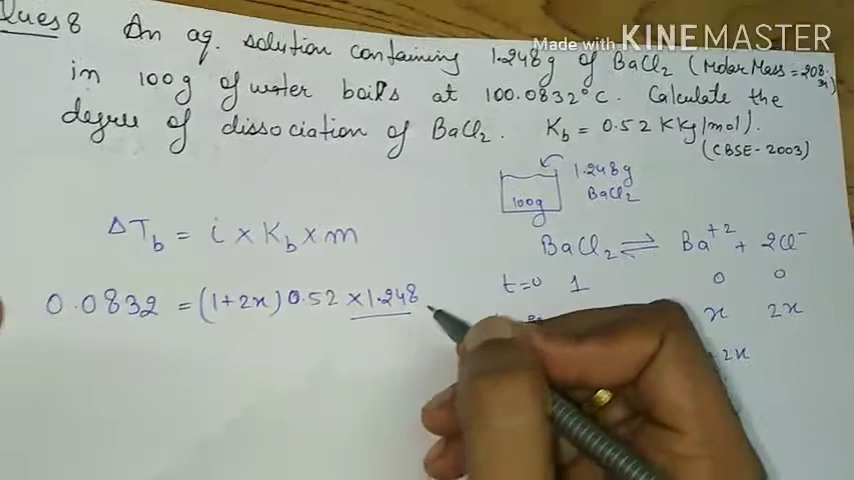 Ques 8 An aq. solution containing 1.248g of BaCl2 (Molar Mass = 208.34)
in 100g of water boils at 100.0832°C. Calculate the
degree of dissociation of BaCl2. Kb = 0.52 K Kg/mol).
(CBSE-2003)
1.248g
BaCl2
100g
ΔTb = i × Kb × m
BaCl2 ⇌ Ba+2 + 2Cl-
t=0 1 0 0
0.0832 = (1+2x) 0.52 × 1.248
x 2x
2x
Made with KINEMASTER